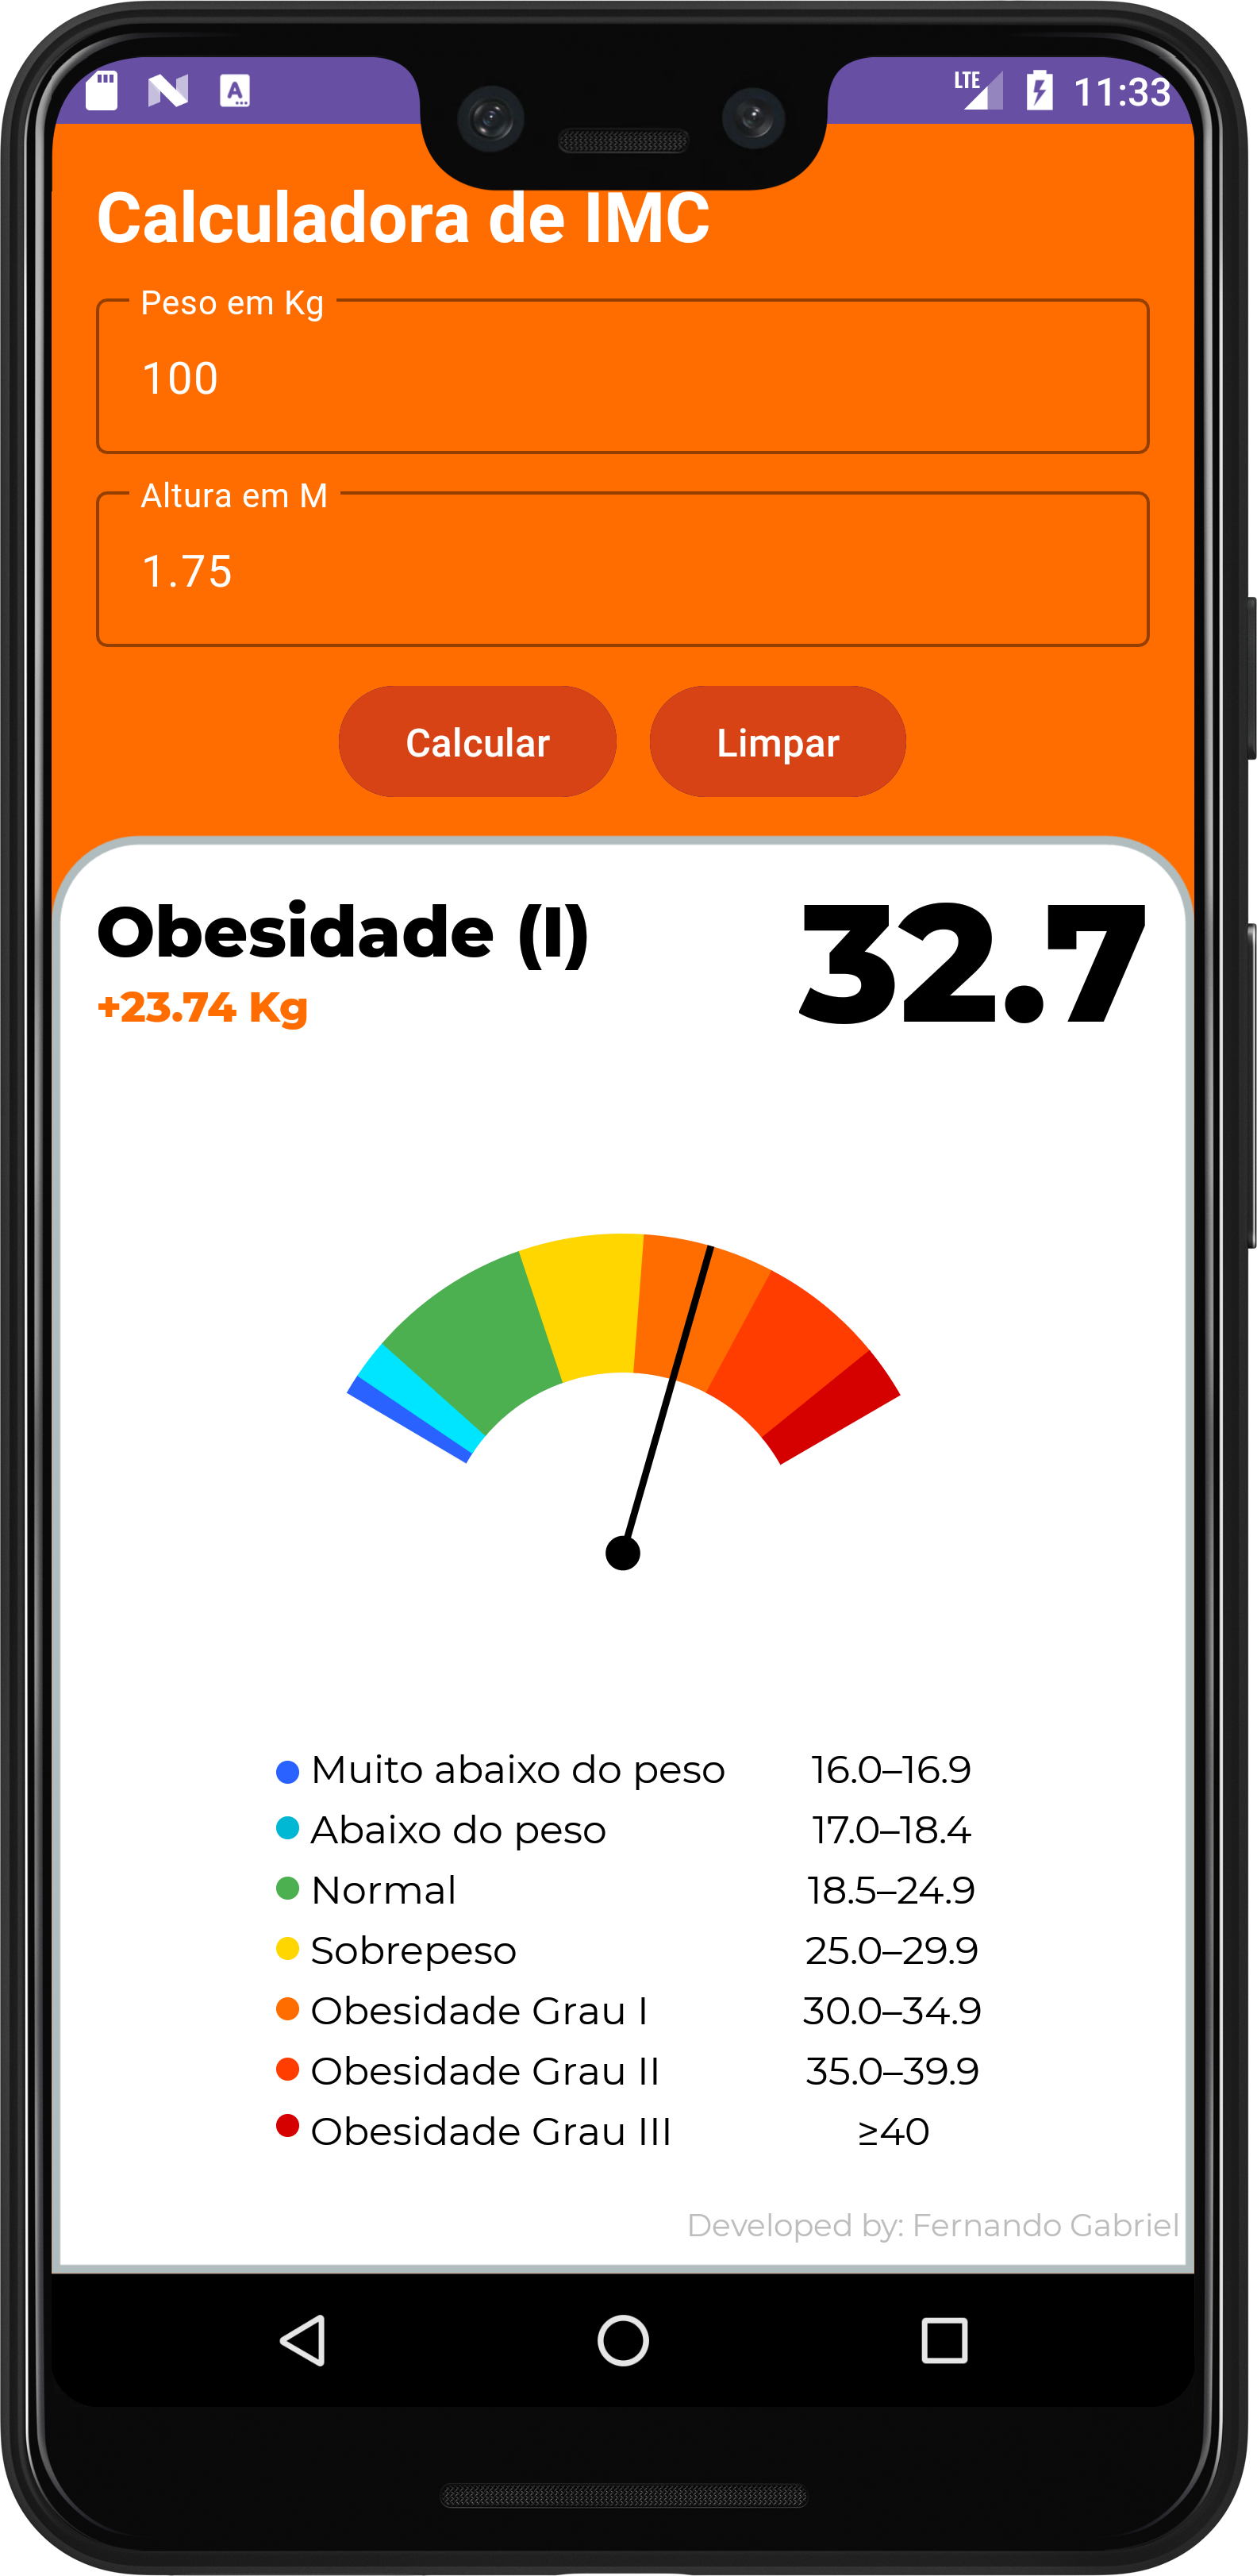 LTE 11:33
Calculadora de IMC
Peso em Kg
100
Altura em M
1.75
Calcular Limpar
Obesidade (I) 32.7
+23.74 Kg
Muito abaixo do peso 16.0–16.9
Abaixo do peso 17.0–18.4
Normal 18.5–24.9
Sobrepeso 25.0–29.9
Obesidade Grau I 30.0–34.9
Obesidade Grau II 35.0–39.9
Obesidade Grau III ≥40
Developed by: Fernando Gabriel